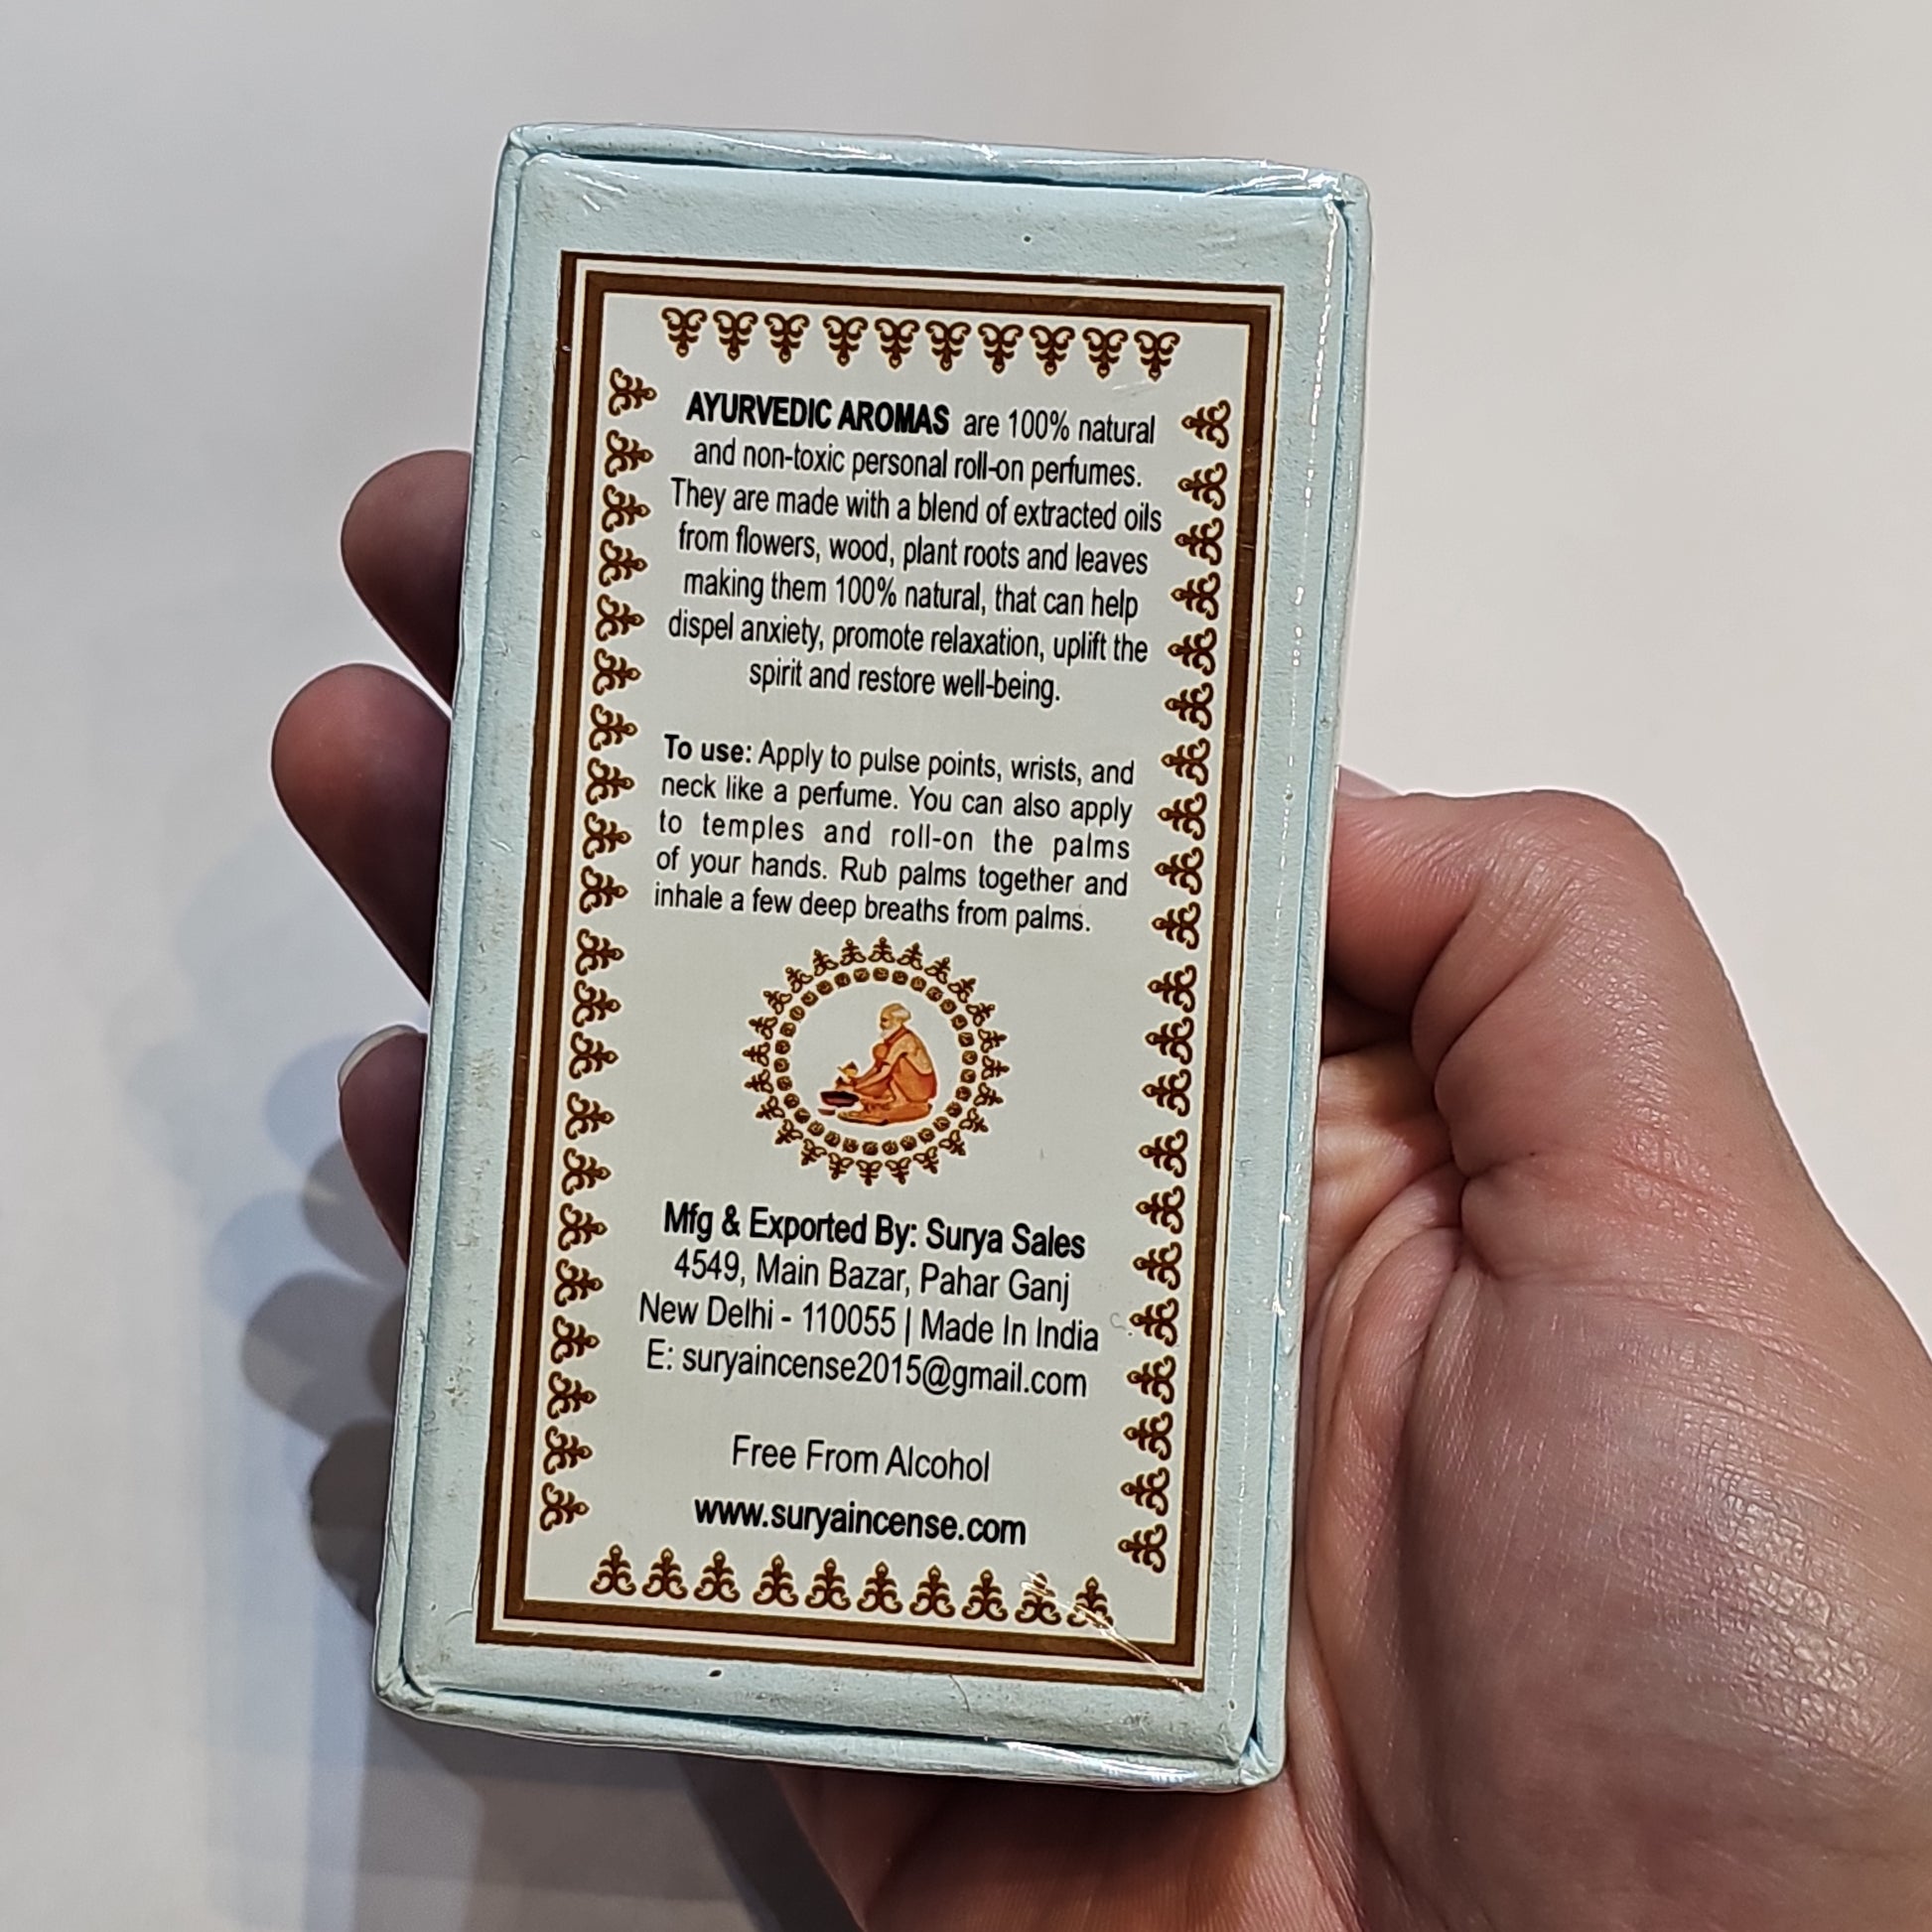 AYURVEDIC AROMAS are 100% natural
and non-toxic personal roll-on perfumes.
They are made with a blend of extracted oils
from flowers, wood, plant roots and leaves
making them 100% natural, that can help
dispel anxiety, promote relaxation, uplift the
spirit and restore well-being.
To use: Apply to pulse points, wrists, and
neck like a perfume. You can also apply
to temples and roll-on the palms
of your hands. Rub palms together and
inhale a few deep breaths from palms.
Mfg & Exported By: Surya Sales
4549, Main Bazar, Pahar Ganj
New Delhi - 110055 | Made In India
E: suryaincense2015@gmail.com
Free From Alcohol
www.suryaincense.com